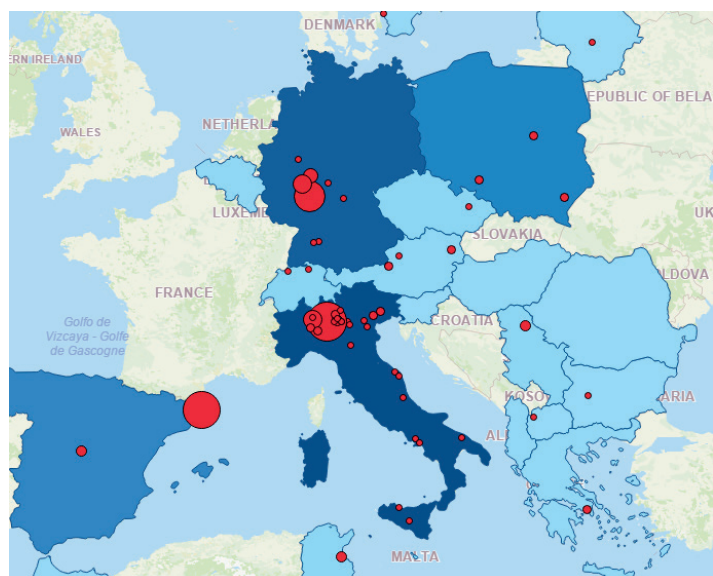 DENMARK
ERN IRELAND
EPUBLIC OF BELA
WALES
NETHERLA
LUXEM
UK
SLOVAKIA
LDOVA
FRANCE
Golfo de
Vizcaya - Golfe
de Gascogne
CROATIA
KOSO
ARIA
AL
MALTA